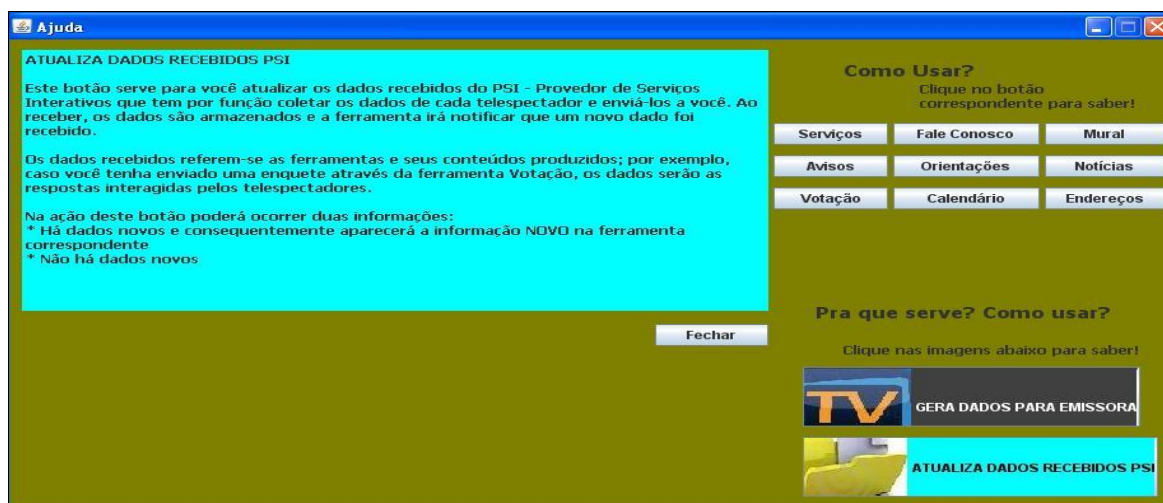 Ajuda
ATUALIZA DADOS RECEBIDOS PSI
Este botão serve para você atualizar os dados recebidos do PSI - Provedor de Serviços
Interativos que tem por função coletar os dados de cada telespectador e enviá-los a você. Ao
receber, os dados são armazenados e a ferramenta irá notificar que um novo dado foi
recebido.
Os dados recebidos referem-se as ferramentas e seus conteúdos produzidos; por exemplo,
caso você tenha enviado uma enquete através da ferramenta Votação, os dados serão as
respostas interagidas pelos telespectadores.
Na ação deste botão poderá ocorrer duas informações:
* Há dados novos e consequentemente aparecerá a informação NOVO na ferramenta
correspondente
* Não há dados novos
Fechar
Como Usar?
Clique no botão
correspondente para saber!
Serviços Fale Conosco Mural
Avisos Orientações Notícias
Votação Calendário Endereços
Pra que serve? Como usar?
Clique nas imagens abaixo para saber!
TV GERA DADOS PARA EMISSORA
ATUALIZA DADOS RECEBIDOS PSI